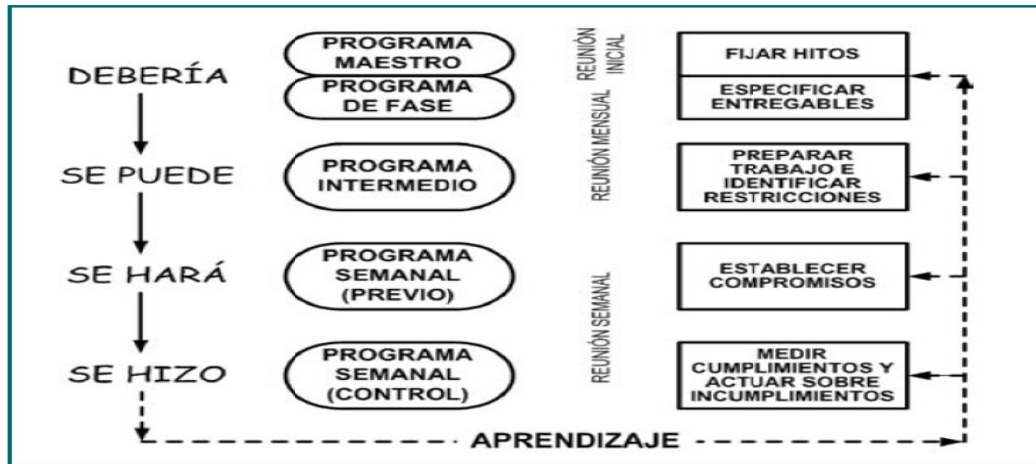 DEBERÍA
PROGRAMA
MAESTRO
PROGRAMA
DE FASE
REUNIÓN
INICIAL
FIJAR HITOS
ESPECIFICAR
ENTREGABLES
REUNIÓN MENSUAL
SE PUEDE
PROGRAMA
INTERMEDIO
PREPARAR
TRABAJO E
IDENTIFICAR
RESTRICCIONES
SE HARÁ
PROGRAMA
SEMANAL
(PREVIO)
ESTABLECER
COMPROMISOS
REUNIÓN SEMANAL
SE HIZO
PROGRAMA
SEMANAL
(CONTROL)
MEDIR
CUMPLIMIENTOS Y
ACTUAR SOBRE
INCUMPLIMIENTOS
APRENDIZAJE